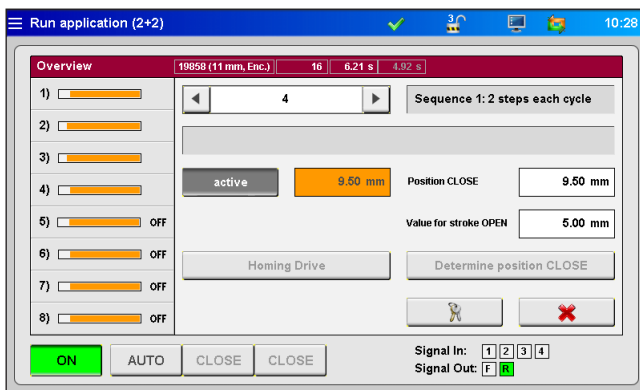 Run application (2+2) 3 10:28
Overview 19858 (11 mm, Enc.) 16 6.21 s 4.92 s
1)
4 Sequence 1: 2 steps each cycle
2)
3)
4) active 9.50 mm Position CLOSE 9.50 mm
5) OFF Value for stroke OPEN 5.00 mm
6) OFF Homing Drive Determine position CLOSE
7) OFF
8) OFF
ON AUTO CLOSE CLOSE
Signal In: 1 2 3 4
Signal Out: F R